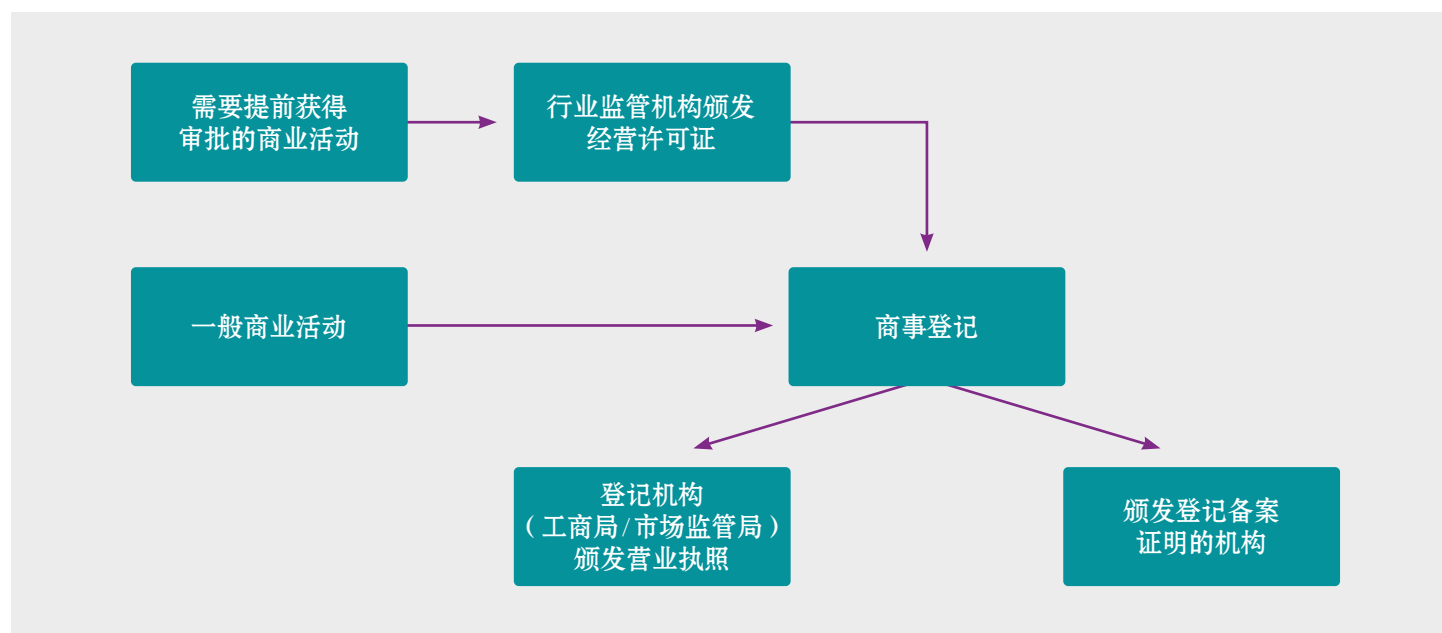 需要提前获得
审批的商业活动
行业监管机构颁发
经营许可证
一般商业活动
商事登记
登记机构
（工商局/市场监管局）
颁发营业执照
颁发登记备案
证明的机构